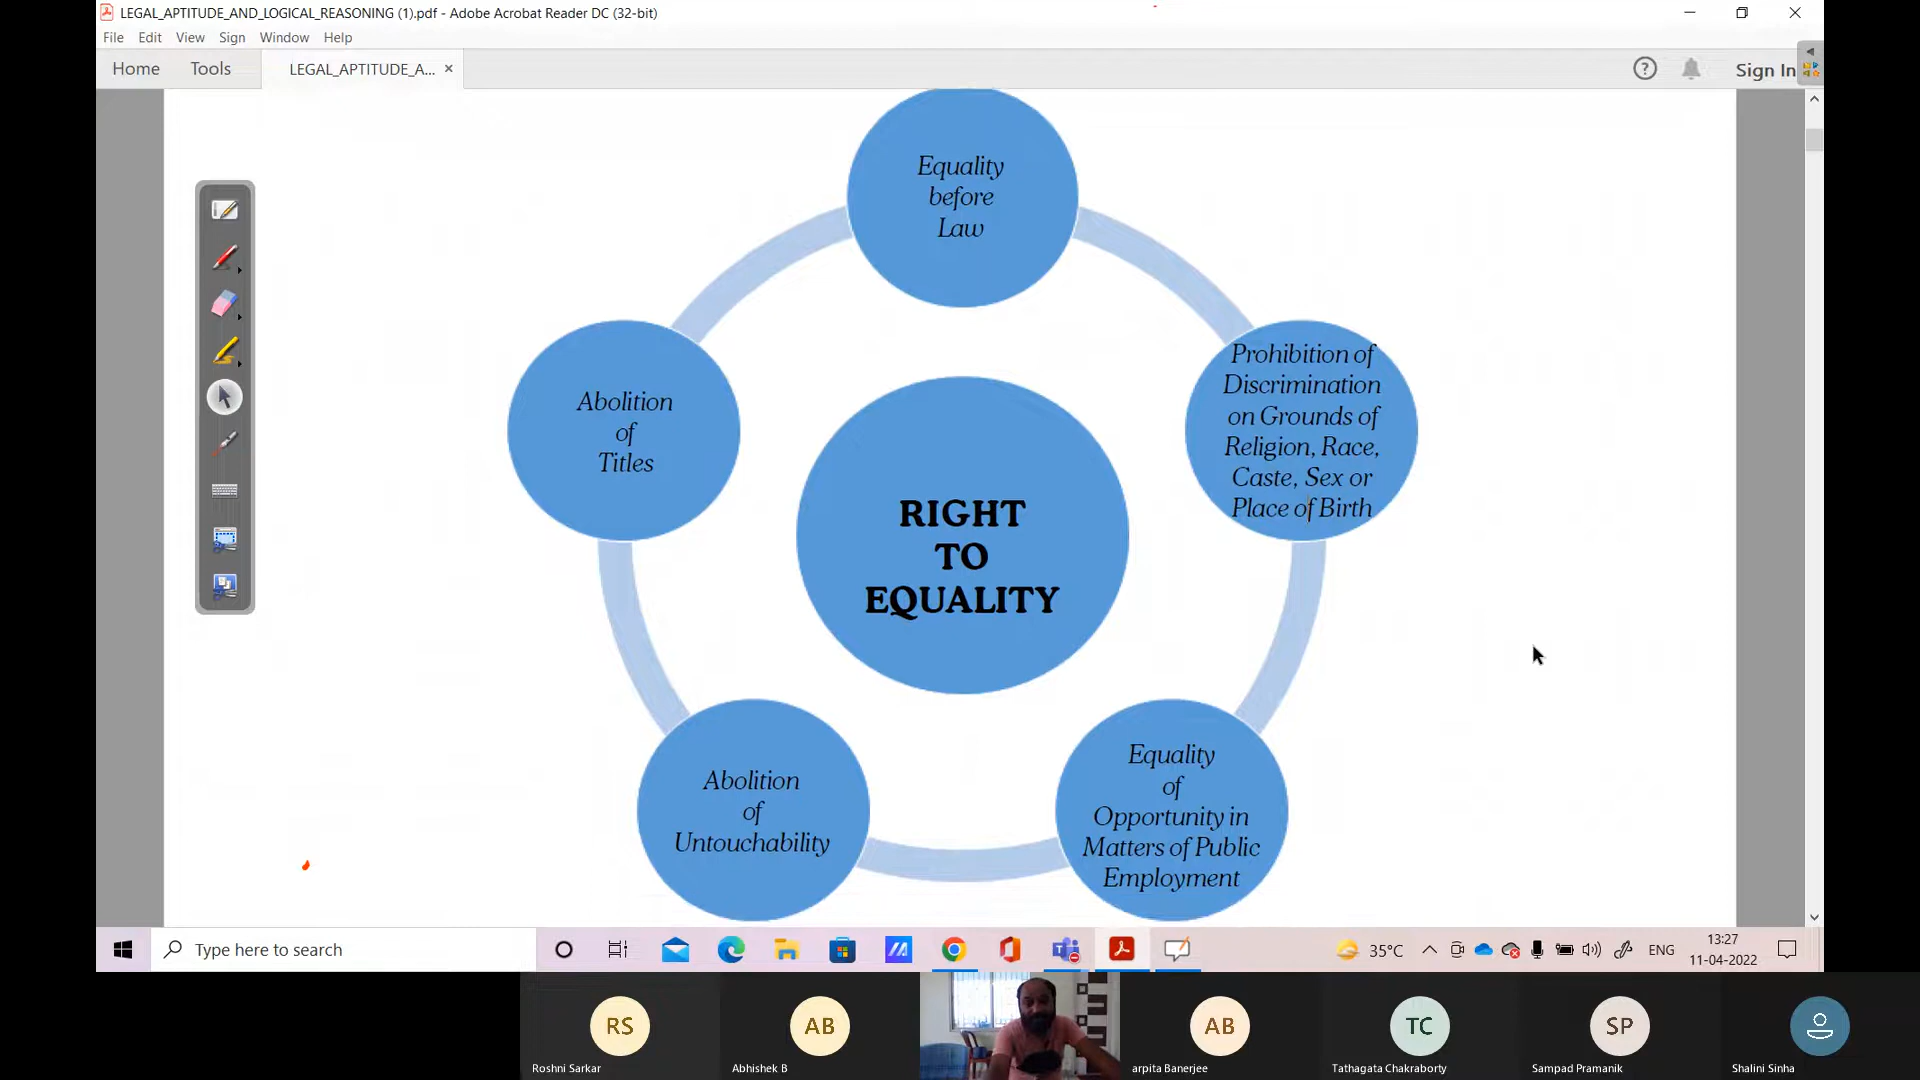 LEGAL_APTITUDE_AND_LOGICAL_REASONING (1).pdf - Adobe Acrobat Reader DC (32-bit)
File Edit View Sign Window Help
Home Tools LEGAL_APTITUDE_A... ×
Sign In
Equality
before
Law
Prohibition of
Discrimination
on Grounds of
Religion, Race,
Caste, Sex or
Place of Birth
Abolition
of
Titles
RIGHT
TO
EQUALITY
Abolition
of
Untouchability
Equality
of
Opportunity in
Matters of Public
Employment
Type here to search
35°C
ENG
13:27
11-04-2022
RS
AB
AB
TC
SP
Roshni Sarkar
Abhishek B
arpita Banerjee
Tathagata Chakraborty
Sampad Pramanik
Shalini Sinha